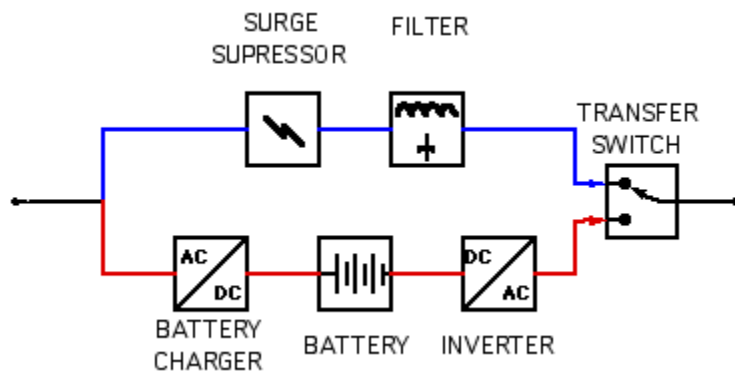 SURGE
SUPRESSOR
FILTER
TRANSFER
SWITCH
AC
DC
DC
AC
BATTERY
CHARGER
BATTERY
INVERTER